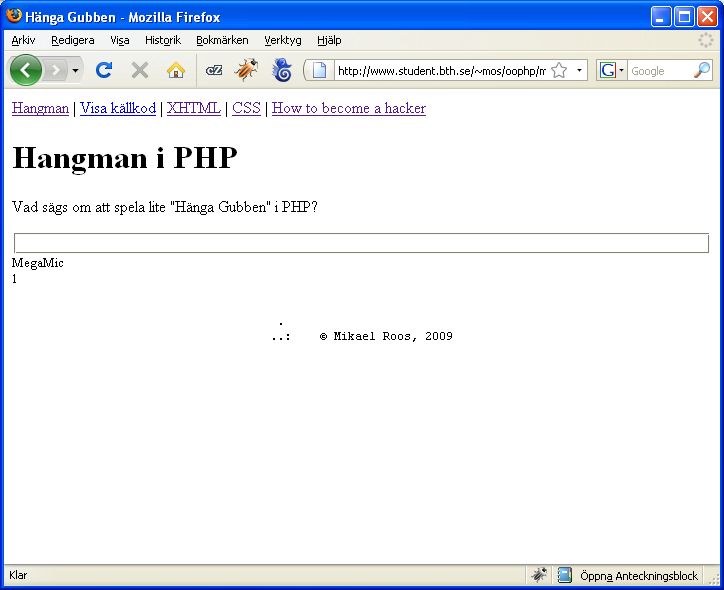 Hänga Gubben - Mozilla Firefox
Arkiv Redigera Visa Historik Bokmärken Verktyg Hjälp
http://www.student.bth.se/~mos/oophp/m G Google
Hangman | Visa källkod | XHTML | CSS | How to become a hacker
Hangman i PHP
Vad sägs om att spela lite "Hänga Gubben" i PHP?
MegaMic
1
.
..: © Mikael Roos, 2009
Klar Öppna Anteckningsblock